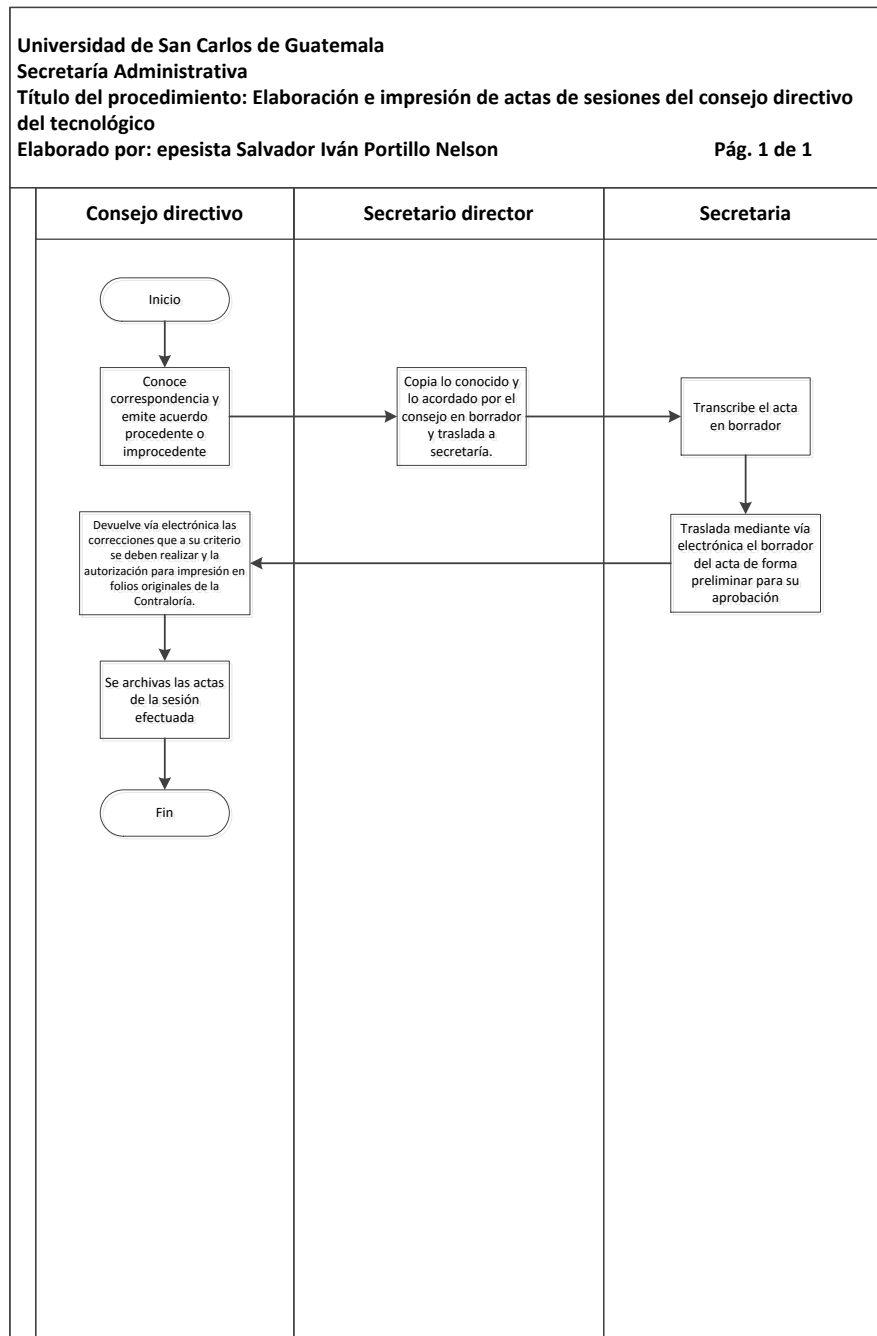 Universidad de San Carlos de Guatemala
Secretaría Administrativa
Título del procedimiento: Elaboración e impresión de actas de sesiones del consejo directivo
del tecnológico
Elaborado por: epesista Salvador Iván Portillo Nelson Pág. 1 de 1
Consejo directivo Secretario director Secretaria
Inicio
Conoce
correspondencia y
emite acuerdo
procedente o
improcedente
Copia lo conocido y
lo acordado por el
consejo en borrador
y traslada a
secretaría.
Transcribe el acta
en borrador
Traslada mediante vía
electrónica el borrador
del acta de forma
preliminar para su
aprobación
Devuelve vía electrónica las
correcciones que a su criterio
se deben realizar y la
autorización para impresión en
folios originales de la
Contraloría.
Se archivas las actas
de la sesión
efectuada
Fin